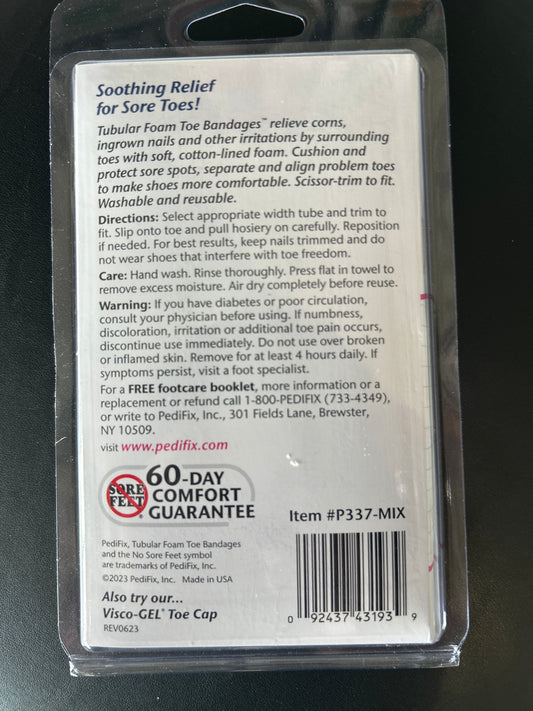 Soothing Relief
for Sore Toes!
Tubular Foam Toe Bandages™ relieve corns,
ingrown nails and other irritations by surrounding
toes with soft, cotton-lined foam. Cushion and
protect sore spots, separate and align problem toes
to make shoes more comfortable. Scissor-trim to fit.
Washable and reusable.
Directions: Select appropriate width tube and trim to
fit. Slip onto toe and pull hosiery on carefully. Reposition
if needed. For best results, keep nails trimmed and do
not wear shoes that interfere with toe freedom.
Care: Hand wash. Rinse thoroughly. Press flat in towel to
remove excess moisture. Air dry completely before reuse.
Warning: If you have diabetes or poor circulation,
consult your physician before using. If numbness,
discoloration, irritation or additional toe pain occurs,
discontinue use immediately. Do not use over broken
or inflamed skin. Remove for at least 4 hours daily. If
symptoms persist, visit a foot specialist.
For a FREE footcare booklet, more information or a
replacement or refund call 1-800-PEDIFIX (733-4349),
or write to PediFix, Inc., 301 Fields Lane, Brewster,
NY 10509.
visit www.pedifix.com
SORE
FEET®
60-DAY
COMFORT
GUARANTEE
Item #P337-MIX
PediFix, Tubular Foam Toe Bandages
and the No Sore Feet symbol
are trademarks of PediFix, Inc.
©2023 PediFix, Inc. Made in USA
Also try our...
Visco-GEL® Toe Cap
REV0623
0 92437 43193 9